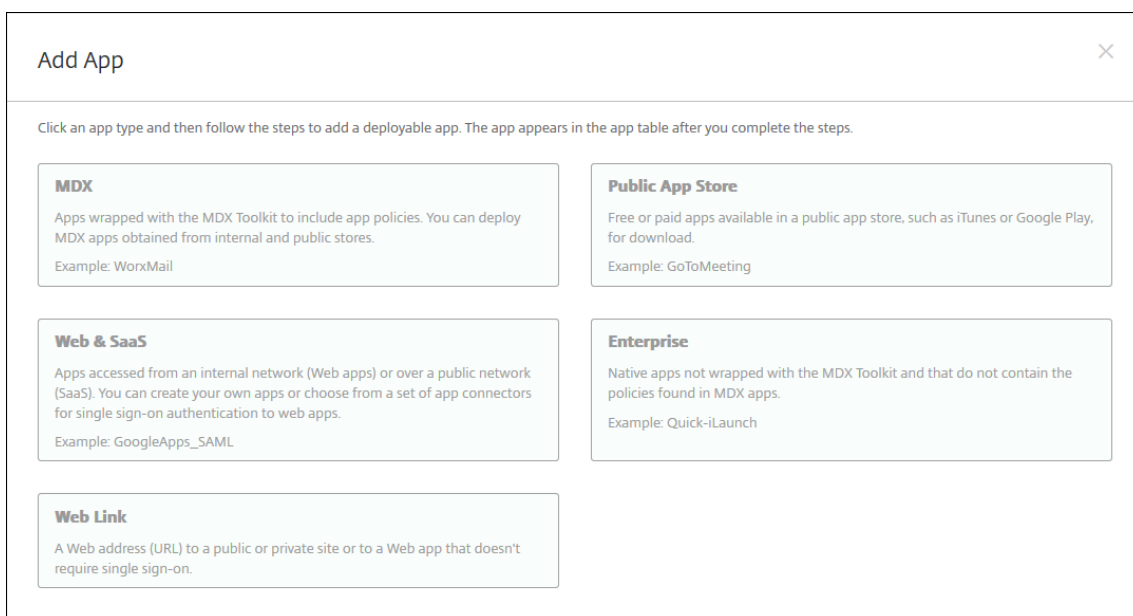 Add App
Click an app type and then follow the steps to add a deployable app. The app appears in the app table after you complete the steps.
MDX
Apps wrapped with the MDX Toolkit to include app policies. You can deploy
MDX apps obtained from internal and public stores.
Example: WorxMail
Public App Store
Free or paid apps available in a public app store, such as iTunes or Google Play,
for download.
Example: GoToMeeting
Web & SaaS
Apps accessed from an internal network (Web apps) or over a public network
(SaaS). You can create your own apps or choose from a set of app connectors
for single sign-on authentication to web apps.
Example: GoogleApps_SAML
Enterprise
Native apps not wrapped with the MDX Toolkit and that do not contain the
policies found in MDX apps.
Example: Quick-iLaunch
Web Link
A Web address (URL) to a public or private site or to a Web app that doesn't
require single sign-on.